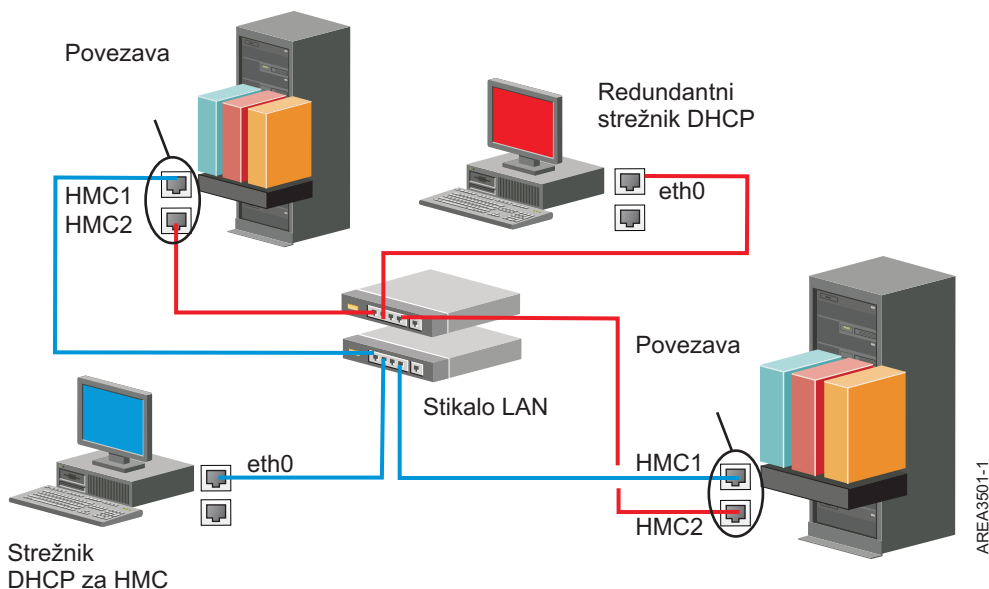 Povezava
Redundantni
strežnik DHCP
HMC1
HMC2
eth0
Povezava
Stikalo LAN
eth0
HMC1
HMC2
Strežnik
DHCP za HMC
AREA3501-1